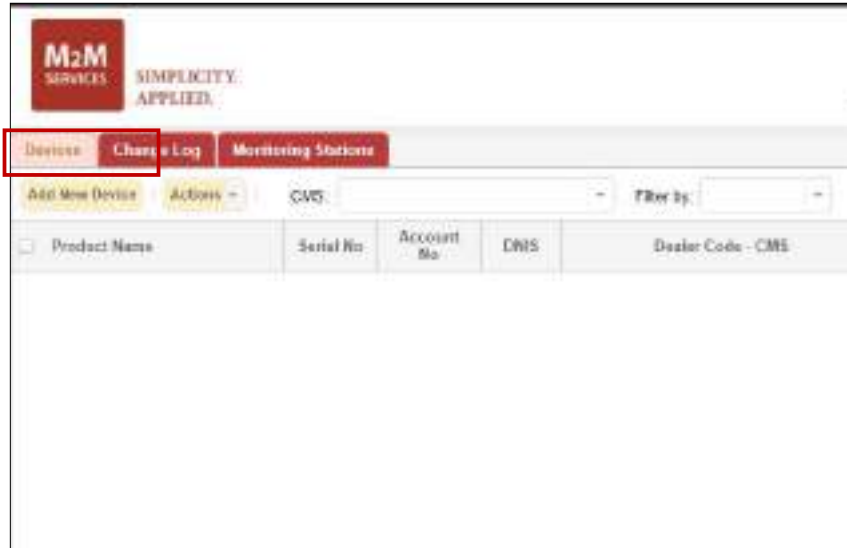 M2M
SERVICES
SIMPLICITY.
APPLIED.
Devices Change Log Monitoring Stations
Add New Device Actions CMS: Filter by:
Product Name Serial No Account No DNIS Dealer Code - CMS